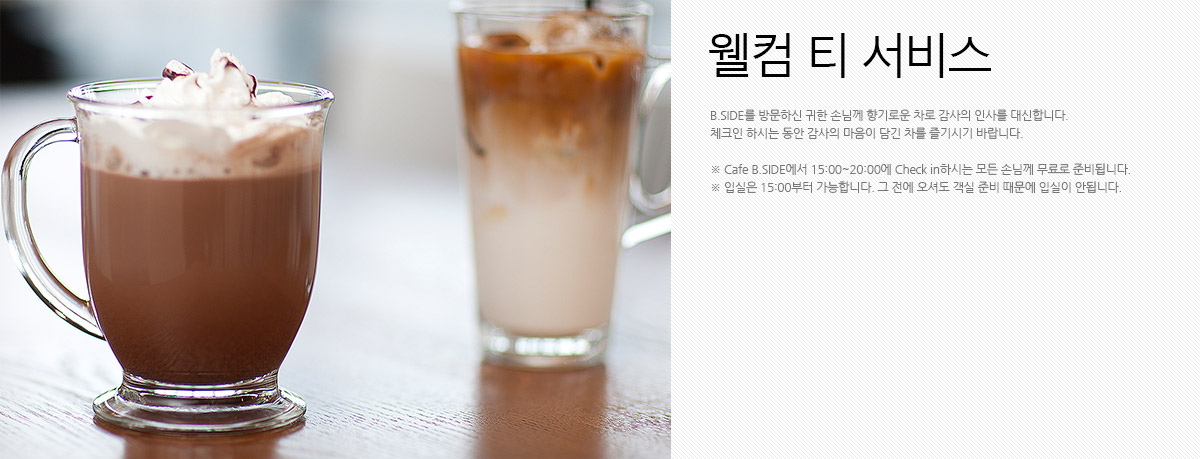 웰컴 티 서비스
B.SIDE를 방문하신 귀한 손님께 향기로운 차로 감사의 인사를 대신합니다.
체크인 하시는 동안 감사의 마음이 담긴 차를 즐기시기 바랍니다.
※ Cafe B.SIDE에서 15:00~20:00에 Check in하시는 모든 손님께 무료로 준비됩니다.
※ 입실은 15:00부터 가능합니다. 그 전에 오셔도 객실 준비 때문에 입실이 안됩니다.